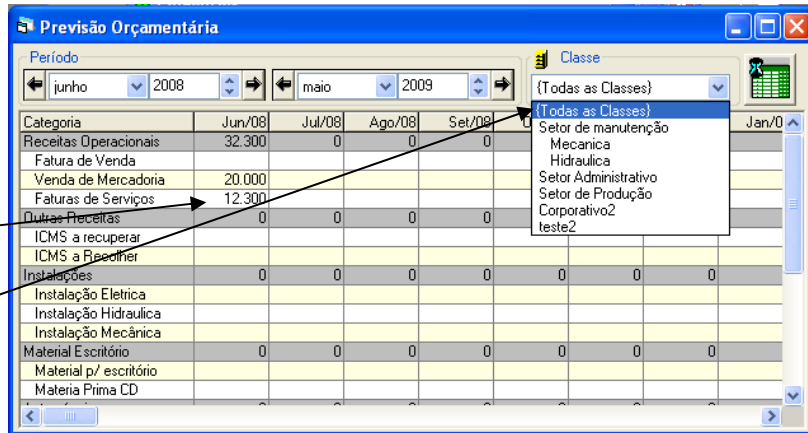 Previsão Orçamentária
Período
Classe
junho 2008 maio 2009 {Todas as Classes}
{Todas as Classes}
Setor de manutenção
Mecanica
Hidraulica
Setor Administrativo
Setor de Produção
Corporativo2
teste2
Categoria Jun/08 Jul/08 Ago/08 Set/08 Jan/0
Receitas Operacionais 32.300 0 0 0
Fatura de Venda
Venda de Mercadoria 20.000
Faturas de Serviços 12.300
Outras Receitas 0 0 0 0 0 0 0
ICMS a recuperar
ICMS a Recolher
Instalações 0 0 0 0 0 0 0
Instalação Eletrica
Instalação Hidraulica
Instalação Mecânica
Material Escritório 0 0 0 0 0 0 0
Material p/ escritório
Materia Prima CD